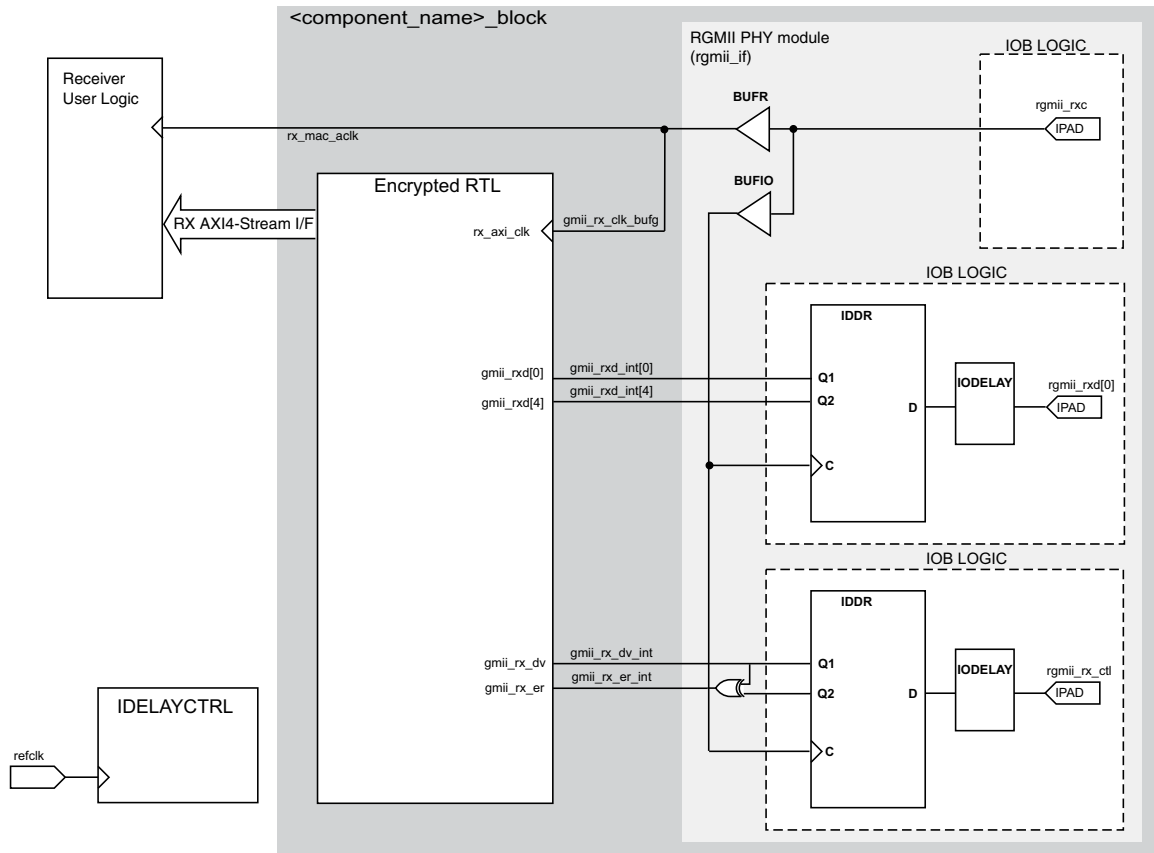 <component_name>_block
RGMII PHY module
(rgmii_if)
IOB LOGIC
Receiver
User Logic
BUFR
rgmii_rxc
IPAD
rx_mac_aclk
BUFIO
Encrypted RTL
RX AXI4-Stream I/F
rx_axi_clk
gmii_rx_clk_bufg
IOB LOGIC
IDDR
gmii_rxd[0]
gmii_rxd_int[0]
Q1
IODELAY
rgmii_rxd[0]
gmii_rxd[4]
gmii_rxd_int[4]
Q2
D
IPAD
C
IOB LOGIC
IDDR
gmii_rx_dv
gmii_rx_dv_int
Q1
IODELAY
rgmii_rx_ctl
gmii_rx_er
gmii_rx_er_int
Q2
D
IPAD
C
IDELAYCTRL
refclk